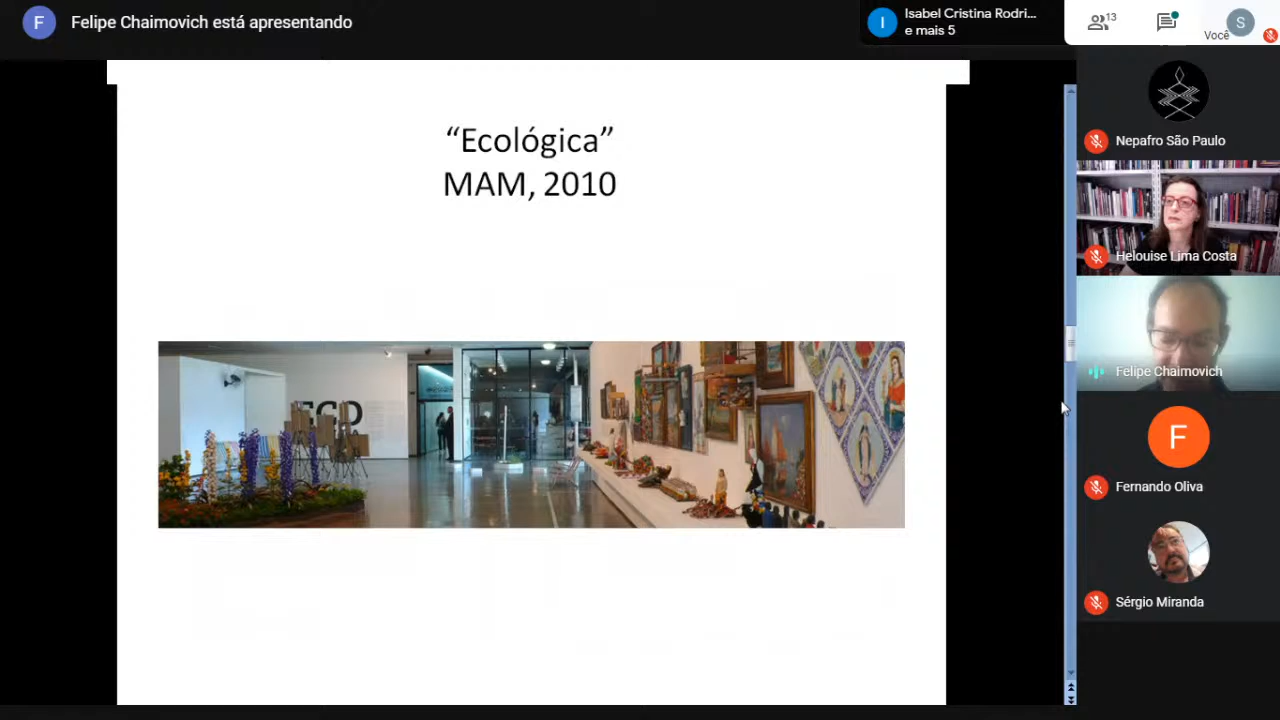 F
Felipe Chaimovich está apresentando
I
Isabel Cristina Rodri...
e mais 5
13
S
Você
“Ecológica”
MAM, 2010
ECO
Nepafro São Paulo
Helouise Lima Costa
Felipe Chaimovich
F
Fernando Oliva
Sérgio Miranda